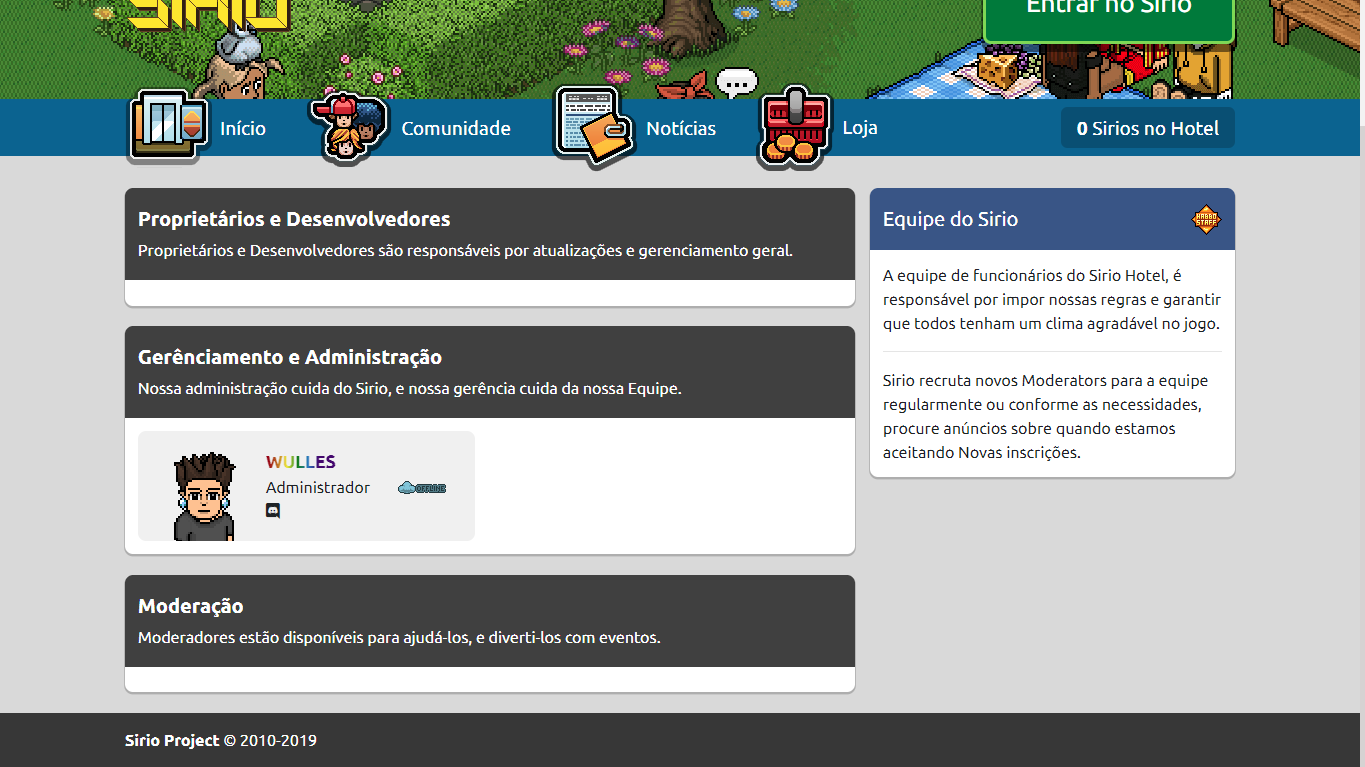 SIRIO
Entrar no Sirio
Início
Comunidade
Notícias
Loja
0 Sirios no Hotel
Proprietários e Desenvolvedores
Proprietários e Desenvolvedores são responsáveis por atualizações e gerenciamento geral.
Gerênciamento e Administração
Nossa administração cuida do Sirio, e nossa gerência cuida da nossa Equipe.
WULLES
Administrador
OFFLINE
Moderação
Moderadores estão disponíveis para ajudá-los, e diverti-los com eventos.
Equipe do Sirio
HABBO
STAFF
A equipe de funcionários do Sirio Hotel, é
responsável por impor nossas regras e garantir
que todos tenham um clima agradável no jogo.
Sirio recruta novos Moderators para a equipe
regularmente ou conforme as necessidades,
procure anúncios sobre quando estamos
aceitando Novas inscrições.
Sirio Project © 2010-2019